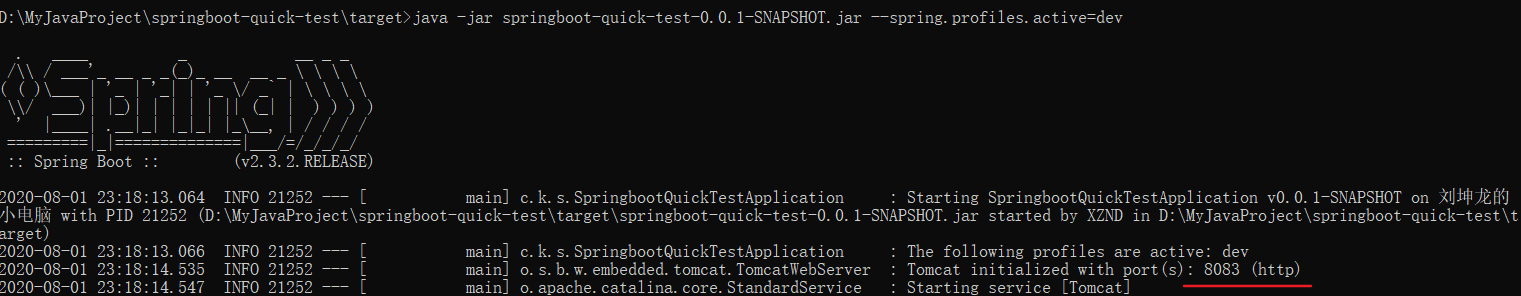 D:\MyJavaProject\springboot-quick-test\target>java -jar springboot-quick-test-0.0.1-SNAPSHOT.jar --spring.profiles.active=dev
  .   ____          _            __ _ _
 /\\ / ___'_ __ _ _(_)_ __  __ _ \ \ \ \
( ( )\___ | '_ | '_| | '_ \/ _` | \ \ \ \
 \\/  ___)| |_)| | | | | || (_| |  ) ) ) )
  '  |____| .__|_| |_|_| |_\__, | / / / /
 =========|_|==============|___/=/_/_/_/
 :: Spring Boot ::        (v2.3.2.RELEASE)
2020-08-01 23:18:13.064  INFO 21252 --- [           main] c.k.s.SpringbootQuickTestApplication     : Starting SpringbootQuickTestApplication v0.0.1-SNAPSHOT on 刘坤龙的
小电脑 with PID 21252 (D:\MyJavaProject\springboot-quick-test\target\springboot-quick-test-0.0.1-SNAPSHOT.jar started by XZND in D:\MyJavaProject\springboot-quick-test\t
arget)
2020-08-01 23:18:13.066  INFO 21252 --- [           main] c.k.s.SpringbootQuickTestApplication     : The following profiles are active: dev
2020-08-01 23:18:14.535  INFO 21252 --- [           main] o.s.b.w.embedded.tomcat.TomcatWebServer  : Tomcat initialized with port(s): 8083 (http)
2020-08-01 23:18:14.547  INFO 21252 --- [           main] o.apache.catalina.core.StandardService   : Starting service [Tomcat]